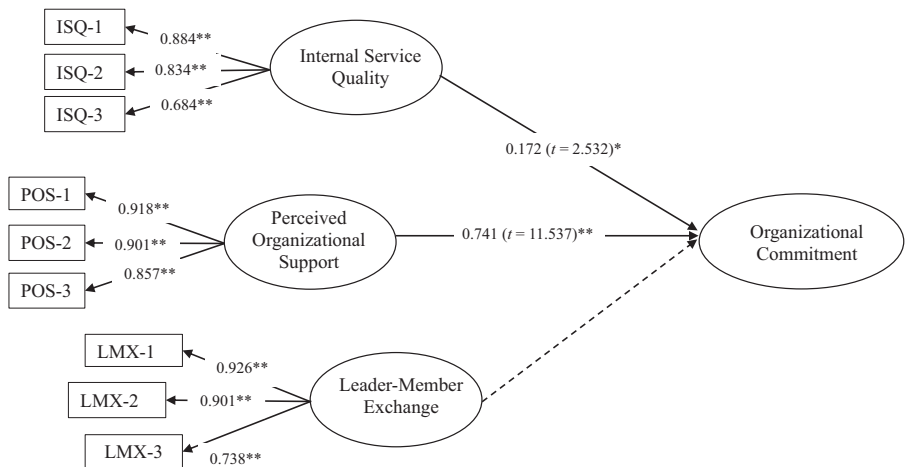 ISQ-1
0.884**
ISQ-2
0.834**
ISQ-3
0.684**
Internal Service
Quality
0.172 (t = 2.532)*
POS-1
0.918**
POS-2
0.901**
POS-3
0.857**
Perceived
Organizational
Support
0.741 (t = 11.537)**
Organizational
Commitment
LMX-1
0.926**
LMX-2
0.901**
LMX-3
0.738**
Leader-Member
Exchange